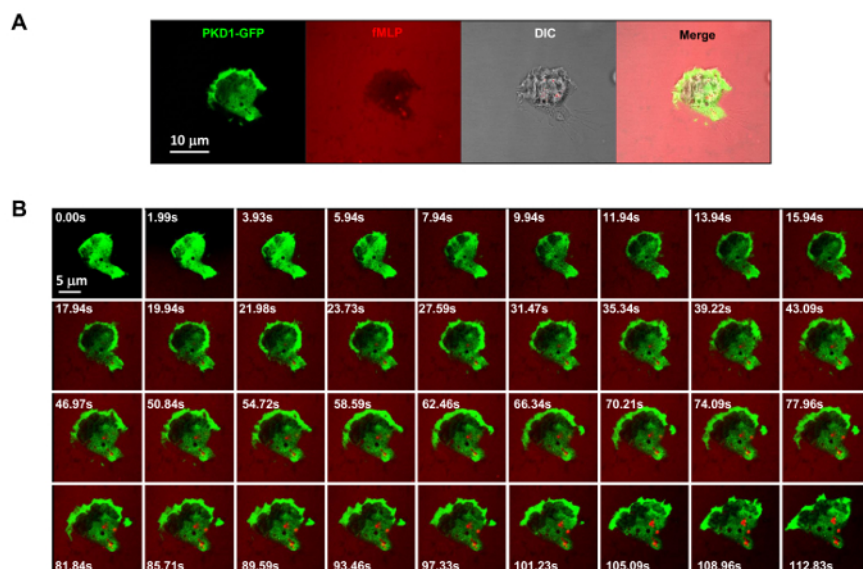 A
PKD1-GFP fMLP DIC Merge
10 µm
B
0.00s 1.99s 3.93s 5.94s 7.94s 9.94s 11.94s 13.94s 15.94s
5 µm
17.94s 19.94s 21.98s 23.73s 27.59s 31.47s 35.34s 39.22s 43.09s
46.97s 50.84s 54.72s 58.59s 62.46s 66.34s 70.21s 74.09s 77.96s
81.84s 85.71s 89.59s 93.46s 97.33s 101.23s 105.09s 108.96s 112.83s